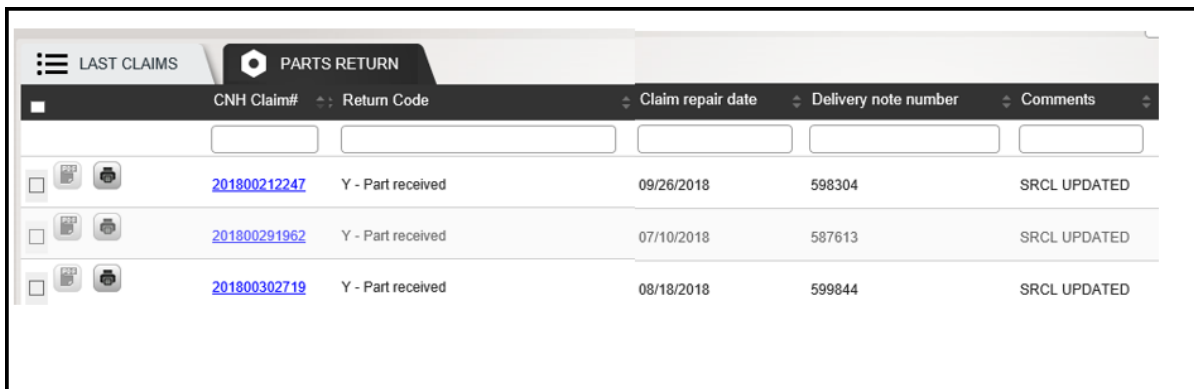 LAST CLAIMS PARTS RETURN
CNH Claim# Return Code Claim repair date Delivery note number Comments
201800212247 Y - Part received 09/26/2018 598304 SRCL UPDATED
201800291962 Y - Part received 07/10/2018 587613 SRCL UPDATED
201800302719 Y - Part received 08/18/2018 599844 SRCL UPDATED